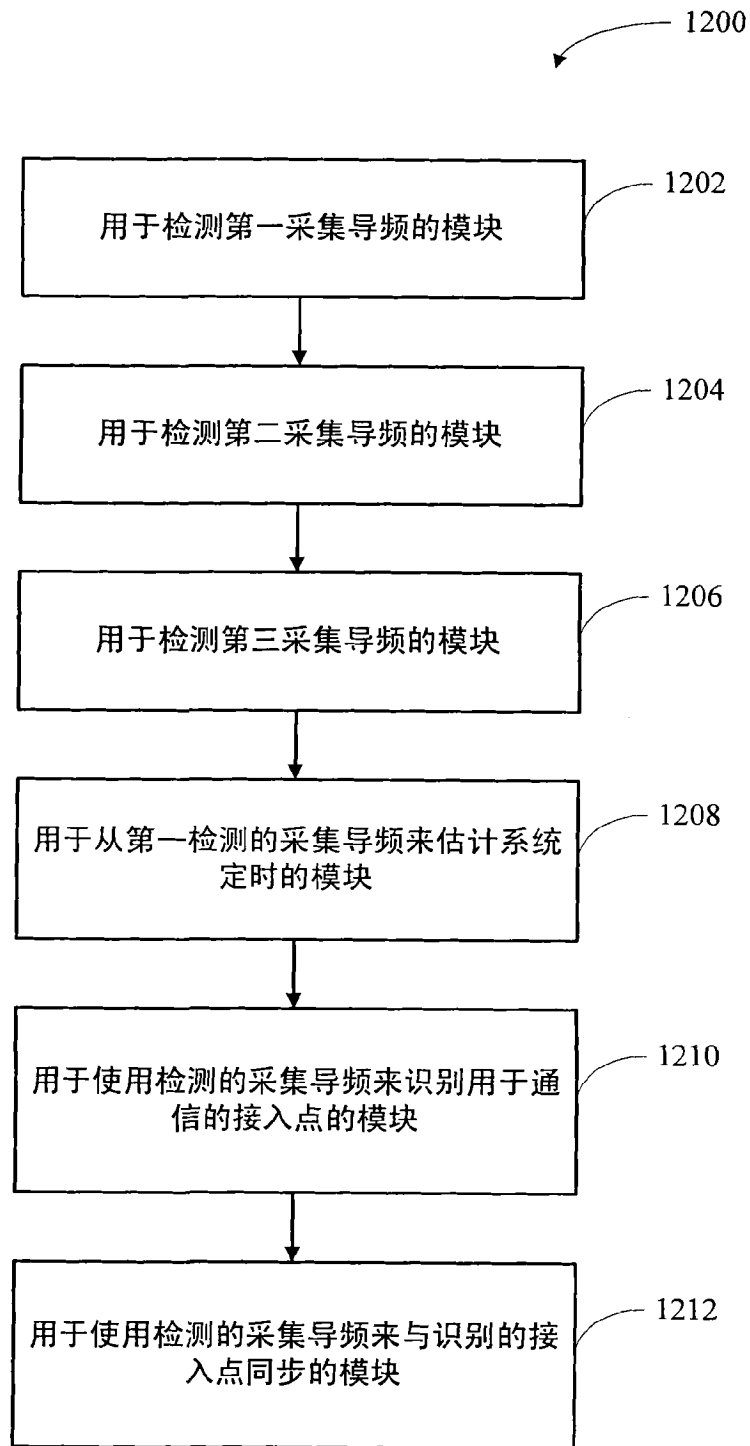 1200
用于检测第一采集导频的模块
1202
用于检测第二采集导频的模块
1204
用于检测第三采集导频的模块
1206
用于从第一检测的采集导频来估计系统
定时的模块
1208
用于使用检测的采集导频来识别用于通
信的接入点的模块
1210
用于使用检测的采集导频来与识别的接
入点同步的模块
1212